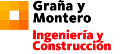 Graña y
Montero
Ingeniería y
Construcción